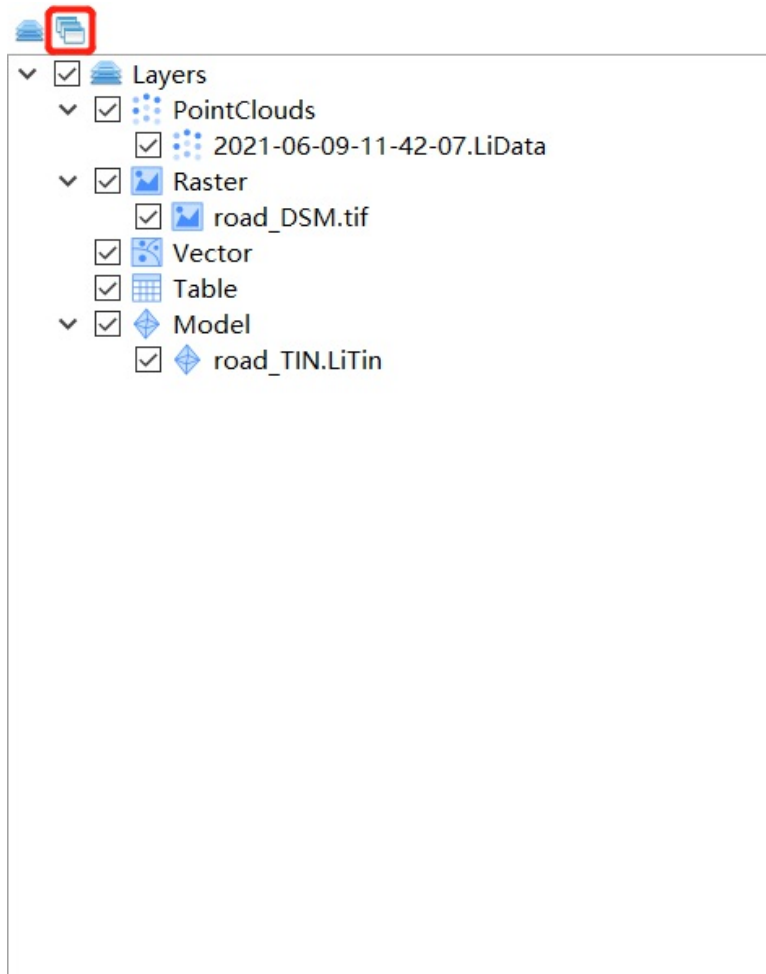 Layers
PointClouds
2021-06-09-11-42-07.LiData
Raster
road_DSM.tif
Vector
Table
Model
road_TIN.LiTin